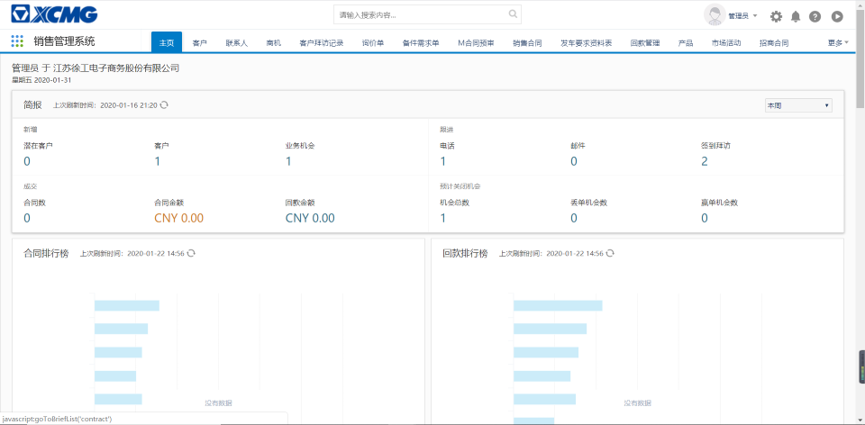 XCMG
请输入搜索内容...
管理员
销售管理系统
主页 客户 联系人 商机 客户拜访记录 询价单 备件需求单 M合同预审 销售合同 发车要求资料表 回款管理 产品 市场活动 招商合同 更多
管理员 于 江苏徐工电子商务股份有限公司
星期五 2020-01-31
简报 上次刷新时间: 2020-01-16 21:20 本周
新增 跟进
潜在客户 客户 业务机会 电话 邮件 签到拜访
0 1 1 1 0 2
成交 预计关闭机会
合同数 合同金额 回款金额 机会总数 丢单机会数 赢单机会数
0 CNY 0.00 CNY 0.00 1 0 0
合同排行榜 上次刷新时间: 2020-01-22 14:56 回款排行榜 上次刷新时间: 2020-01-22 14:56
没有数据 没有数据
javascript:goToBriefList('contract')